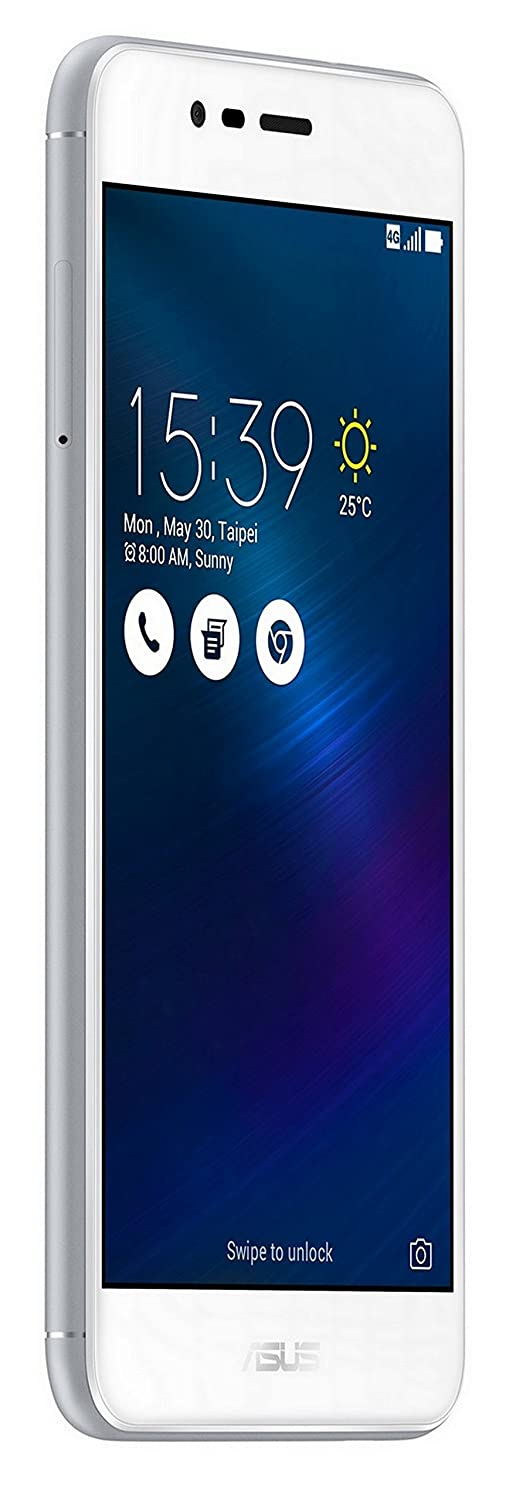 4G
15:39
25°C
Mon , May 30, Taipei
8:00 AM, Sunny
Swipe to unlock
ASUS